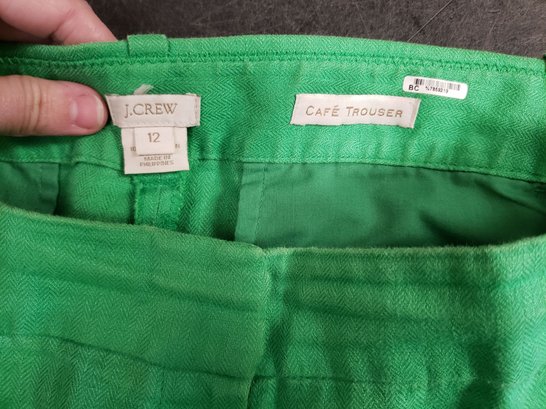 J.CREW
12
MADE IN
PHILIPPINES
CAFÉ TROUSER
BC